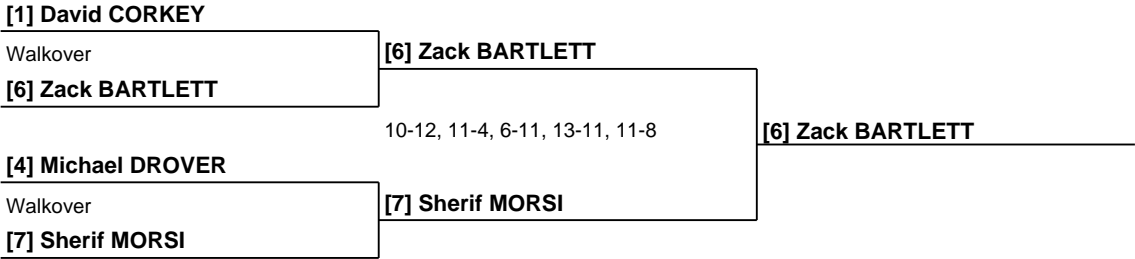 [1] David CORKEY
Walkover
[6] Zack BARTLETT
[6] Zack BARTLETT
10-12, 11-4, 6-11, 13-11, 11-8
[6] Zack BARTLETT
[4] Michael DROVER
Walkover
[7] Sherif MORSI
[7] Sherif MORSI